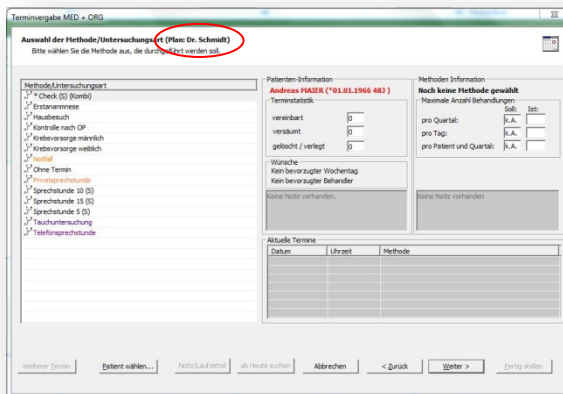 Terminvergabe MED + ORG
Auswahl der Methode/Untersuchungsart (Plan: Dr. Schmidt)
Bitte wählen Sie die Methode aus, die durchgeführt werden soll.
Methode/Untersuchungsart
* Check (S) (Kombi)
Erstananmnese
Hausbesuch
Kontrolle nach OP
Krebsvorsorge männlich
Krebsvorsorge weiblich
Notfall
Ohne Termin
Privatsprechstunde
Sprechstunde 10 (S)
Sprechstunde 15 (S)
Sprechstunde 5 (S)
Tauchuntersuchung
Telefonsprechstunde
Patienten-Information
Andreas MAIER (*01.01.1966 48J )
Terminstatistik
vereinbart 0
versäumt 0
gelöscht / verlegt 0
Wünsche
Kein bevorzugter Wochentag
Kein bevorzugter Behandler
Keine Notiz vorhanden.
Methoden Information
Noch keine Methode gewählt
Maximale Anzahl Behandlungen
Soll: Ist:
pro Quartal: k.A.
pro Tag: k.A.
pro Patient und Quartal: k.A.
Keine Notiz vorhanden
Aktuelle Termine
Datum Uhrzeit Methode
Weiterer Termin Patient wählen... Notiz/Laufzettel ab Heute suchen Abbrechen < Zurück Weiter > Fertig stellen